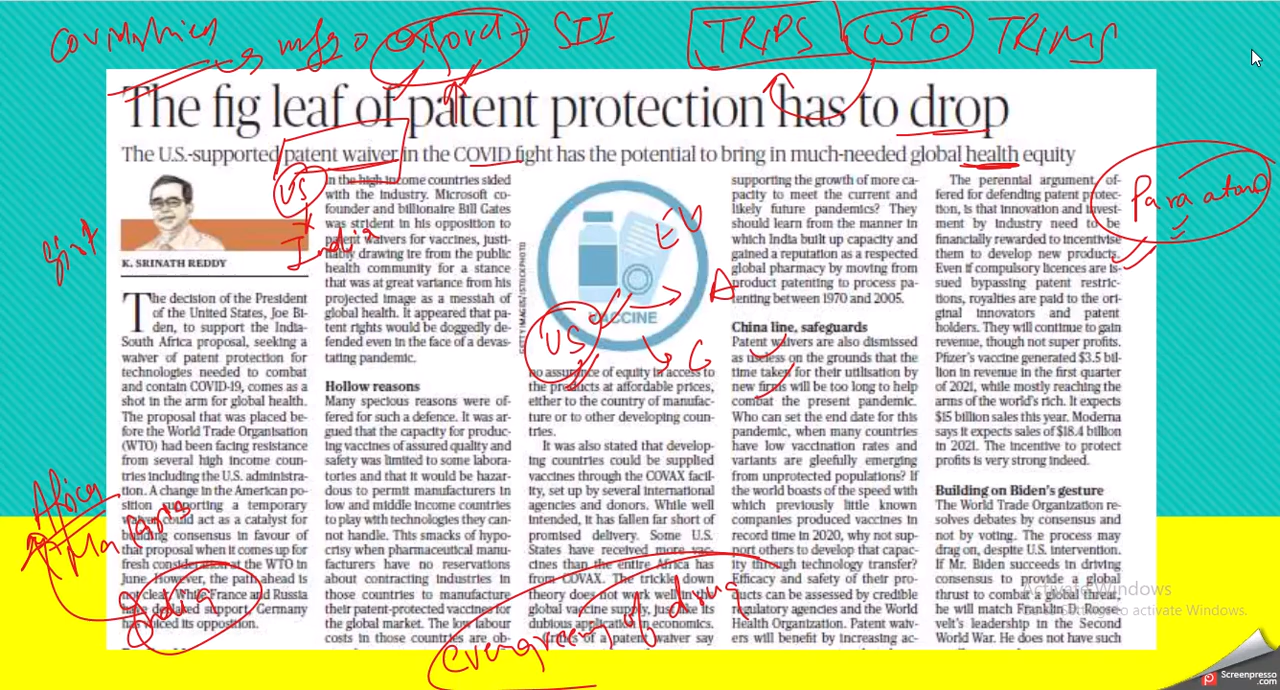 Covishield
mfg
oxford +
SII
TRIPS
WTO
TRIMS
The fig leaf of patent protection has to drop
The U.S.-supported patent waiver in the COVID fight has the potential to bring in much-needed global health equity
K. SRINATH REDDY
The decision of the President
of the United States, Joe Bi-
den, to support the India-
South Africa proposal, seeking a
waiver of patent protection for
technologies needed to combat
and contain COVID-19, comes as a
shot in the arm for global health.
The proposal that was placed be-
fore the World Trade Organisation
(WTO) had been facing resistance
from several high income coun-
tries including the U.S. administra-
tion. A change in the American po-
sition supporting a temporary
waiver could act as a catalyst for
building consensus in favour of
that proposal when it comes up for
fresh consideration at the WTO in
June. However, the path ahead is
not clear. While France and Russia
have declared support, Germany
has voiced its opposition.
US
India
Africa
India
in the high income countries sided
with the industry. Microsoft co-
founder and billionaire Bill Gates
was strident in his opposition to
patent waivers for vaccines, justi-
fiably drawing ire from the public
health community for a stance
that was at great variance from his
projected image as a messiah of
global health. It appeared that pa-
tent rights would be doggedly de-
fended even in the face of a devas-
tating pandemic.
Hollow reasons
Many specious reasons were of-
fered for such a defence. It was ar-
gued that the capacity for produc-
ing vaccines of assured quality and
safety was limited to some labora-
tories and that it would be hazar-
dous to permit manufacturers in
low and middle income countries
to play with technologies they can-
not handle. This smacks of hypo-
crisy when pharmaceutical manu-
facturers have no reservations
about contracting industries in
those countries to manufacture
their patent-protected vaccines for
the global market. The low labour
costs in those countries are ob-
GETTY IMAGES/ISTOCKPHOTO
VACCINE
EU
US
A
C
no assurance of equity in access to
the products at affordable prices,
either to the country of manufac-
ture or to other developing coun-
tries.
It was also stated that develop-
ing countries could be supplied
vaccines through the COVAX facil-
ity, set up by several international
agencies and donors. While well
intended, it has fallen far short of
promised delivery. Some U.S.
States have received more vac-
cines than the entire Africa has
from COVAX. The trickle down
theory does not work well in the
global vaccine supply, just like its
dubious application in economics.
Critics of a patent waiver say
evergreening of drug
supporting the growth of more ca-
pacity to meet the current and
likely future pandemics? They
should learn from the manner in
which India built up capacity and
gained a reputation as a respected
global pharmacy by moving from
product patenting to process pa-
tenting between 1970 and 2005.
China line, safeguards
Patent waivers are also dismissed
as useless on the grounds that the
time taken for their utilisation by
new firms will be too long to help
combat the present pandemic.
Who can set the end date for this
pandemic, when many countries
have low vaccination rates and
variants are gleefully emerging
from unprotected populations? If
the world boasts of the speed with
which previously little known
companies produced vaccines in
record time in 2020, why not sup-
port others to develop that capac-
ity through technology transfer?
Efficacy and safety of their pro-
ducts can be assessed by credible
regulatory agencies and the World
Health Organization. Patent waiv-
ers will benefit by increasing ac-
The perennial argument, of-
fered for defending patent protec-
tion, is that innovation and invest-
ment by industry need to be
financially rewarded to incentivise
them to develop new products.
Even if compulsory licences are is-
sued bypassing patent restric-
tions, royalties are paid to the ori-
ginal innovators and patent
holders. They will continue to gain
revenue, though not super profits.
Pfizer's vaccine generated $3.5 bil-
lion in revenue in the first quarter
of 2021, while mostly reaching the
arms of the world's rich. It expects
$15 billion sales this year. Moderna
says it expects sales of $18.4 billion
in 2021. The incentive to protect
profits is very strong indeed.
Building on Biden's gesture
The World Trade Organization re-
solves debates by consensus and
not by voting. The process may
drag on, despite U.S. intervention.
If Mr. Biden succeeds in driving
consensus to provide a global
thrust to combat a global threat,
he will match Franklin D. Roose-
velt's leadership in the Second
World War. He does not have such
Activate Windows
Go to Settings to activate Windows.
Screenpresso
.com